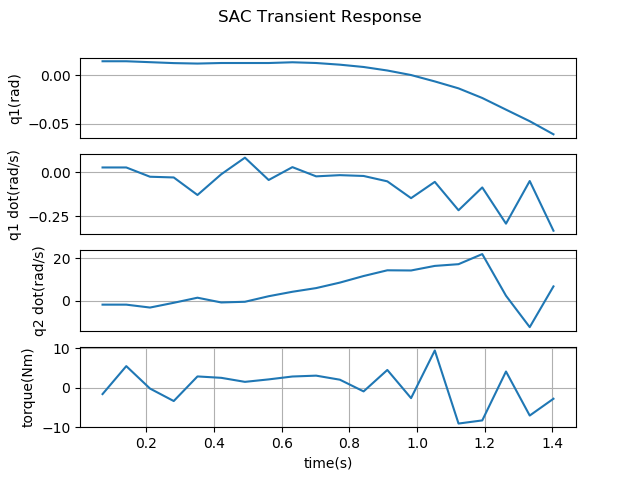 SAC Transient Response
0.00
−0.05
q1(rad)
0.00
−0.25
q1 dot(rad/s)
20
0
q2 dot(rad/s)
10
0
−10
torque(Nm)
0.2 0.4 0.6 0.8 1.0 1.2 1.4
time(s)